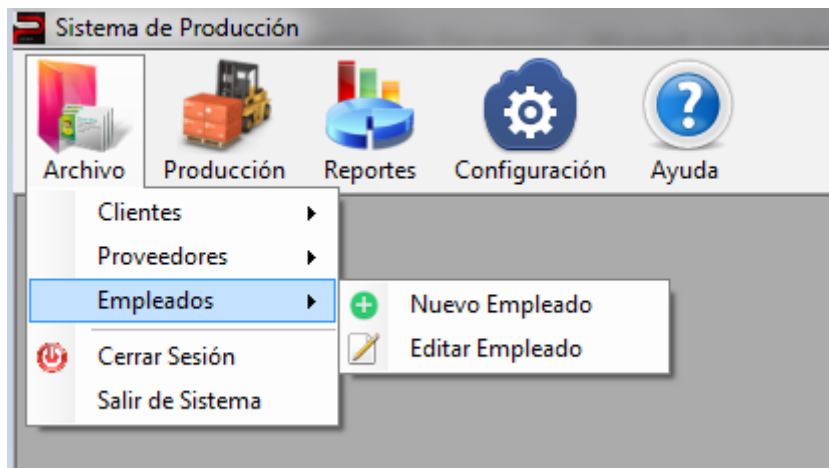 Sistema de Producción
Archivo Producción Reportes Configuración Ayuda
Clientes
Proveedores
Empleados
Nuevo Empleado
Editar Empleado
Cerrar Sesión
Salir de Sistema